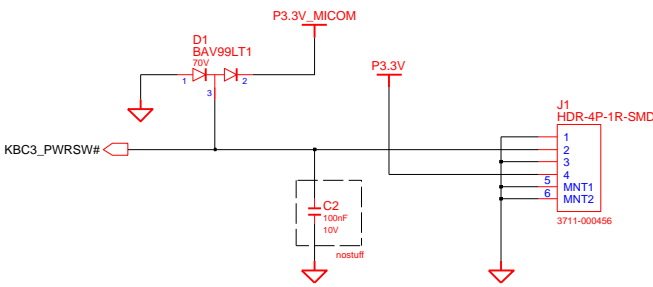 P3.3V_MICOM
D1
BAV99LT1
70V
1
2
3
P3.3V
J1
HDR-4P-1R-SMD
1
KBC3_PWRSW#
2
3
4
5
MNT1
6
MNT2
C2
100nF
10V
3711-000456
nostuff